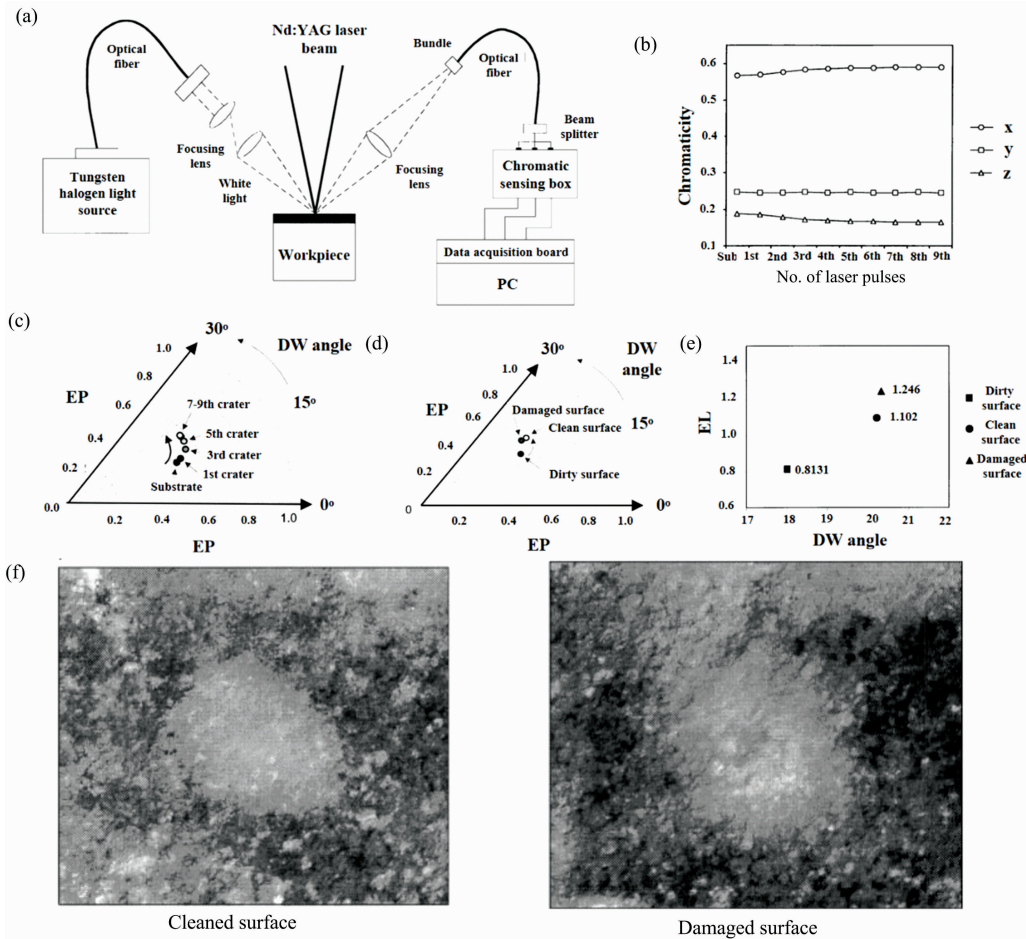 (a)
Optical
fiber
Nd:YAG laser
beam
Bundle
Optical
fiber
Beam
splitter
Focusing
lens
White
light
Focusing
lens
Tungsten
halogen light
source
Chromatic
sensing box
Workpiece
Data acquisition board
PC
(b)
Chromaticity
0.6
0.5
0.4
0.3
0.2
0.1
Sub 1st 2nd 3rd 4th 5th 6th 7th 8th 9th
No. of laser pulses
x
y
z
(c)
30°
DW angle
15°
0°
EP
1.0
0.8
0.6
0.4
0.2
0.0
7-9th crater
5th crater
3rd crater
1st crater
Substrate
0.2 0.4 0.6 0.8 1.0
EP
(d)
30°
DW
angle
15°
0°
EP
1.0
0.8
0.6
0.4
0.2
0
Damaged surface
Clean surface
Dirty surface
0.2 0.4 0.6 0.8 1.0
EP
(e)
EL
1.4
1.2
1.0
0.8
0.6
1.246
1.102
0.8131
17 18 19 20 21 22
DW angle
Dirty
surface
Clean
surface
Damaged
surface
(f)
Cleaned surface
Damaged surface